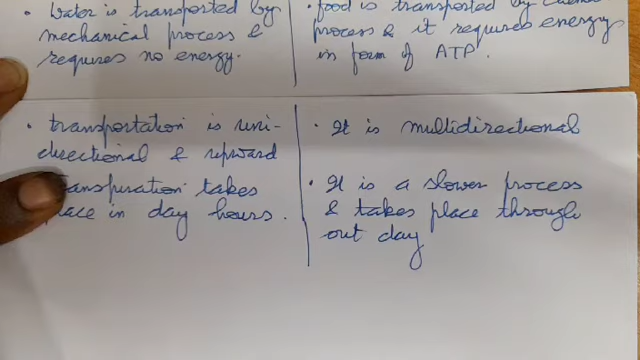 • Water is transported by
mechanical process &
requires no energy.
• food is transported by
process & it requires energy
in form of ATP.
• transportation is uni-
directional & upward
transpiration takes
place in day hours.
• It is multidirectional
• It is a slower process
& takes place through
out day